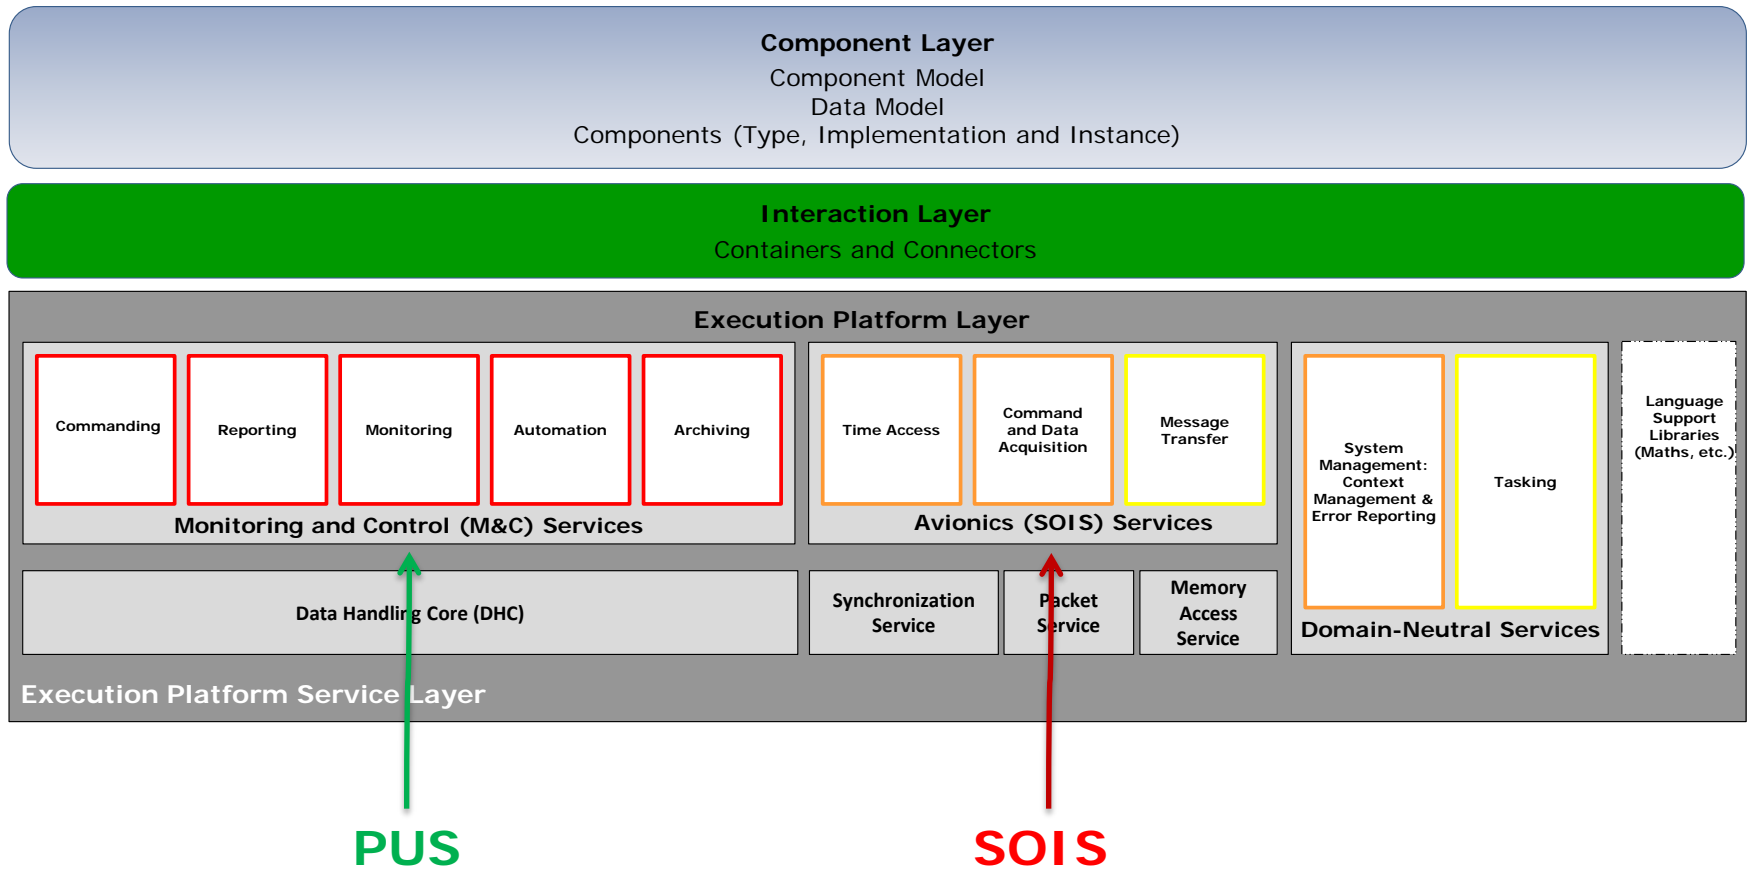 Component Layer
Component Model
Data Model
Components (Type, Implementation and Instance)
Interaction Layer
Containers and Connectors
Execution Platform Layer
Commanding
Reporting
Monitoring
Automation
Archiving
Monitoring and Control (M&C) Services
Time Access
Command
and Data
Acquisition
Message
Transfer
Avionics (SOIS) Services
System
Management:
Context
Management &
Error Reporting
Tasking
Domain-Neutral Services
Language
Support
Libraries
(Maths, etc.)
Data Handling Core (DHC)
Synchronization
Service
Packet
Service
Memory
Access
Service
Execution Platform Service Layer
PUS
SOIS